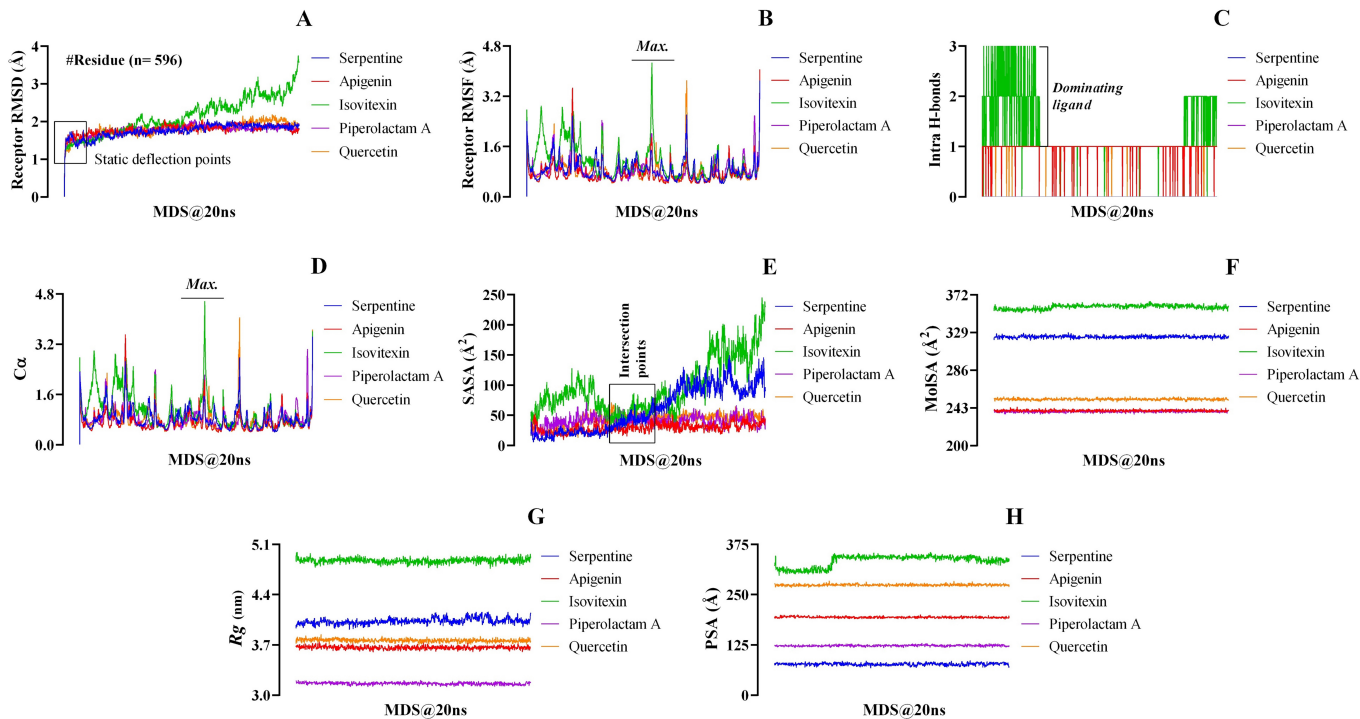 A
Receptor RMSD (Å)
4
3
2
1
0
#Residue (n= 596)
Static deflection points
MDS@20ns
Serpentine
Apigenin
Isovitexin
Piperolactam A
Quercetin
B
Receptor RMSF (Å)
4.8
3.2
1.6
0.0
Max.
MDS@20ns
Serpentine
Apigenin
Isovitexin
Piperolactam A
Quercetin
C
Intra H-bonds
3
2
1
0
Dominating
ligand
MDS@20ns
Serpentine
Apigenin
Isovitexin
Piperolactam A
Quercetin
D
Cα
4.8
3.2
1.6
0.0
Max.
MDS@20ns
Serpentine
Apigenin
Isovitexin
Piperolactam A
Quercetin
E
SASA (Å²)
250
200
150
100
50
0
Intersection
points
MDS@20ns
Serpentine
Apigenin
Isovitexin
Piperolactam A
Quercetin
F
MolSA (Å²)
372
329
286
243
200
MDS@20ns
Serpentine
Apigenin
Isovitexin
Piperolactam A
Quercetin
G
Rg (nm)
5.1
4.4
3.7
3.0
MDS@20ns
Serpentine
Apigenin
Isovitexin
Piperolactam A
Quercetin
H
PSA (Å)
375
250
125
0
MDS@20ns
Serpentine
Apigenin
Isovitexin
Piperolactam A
Quercetin